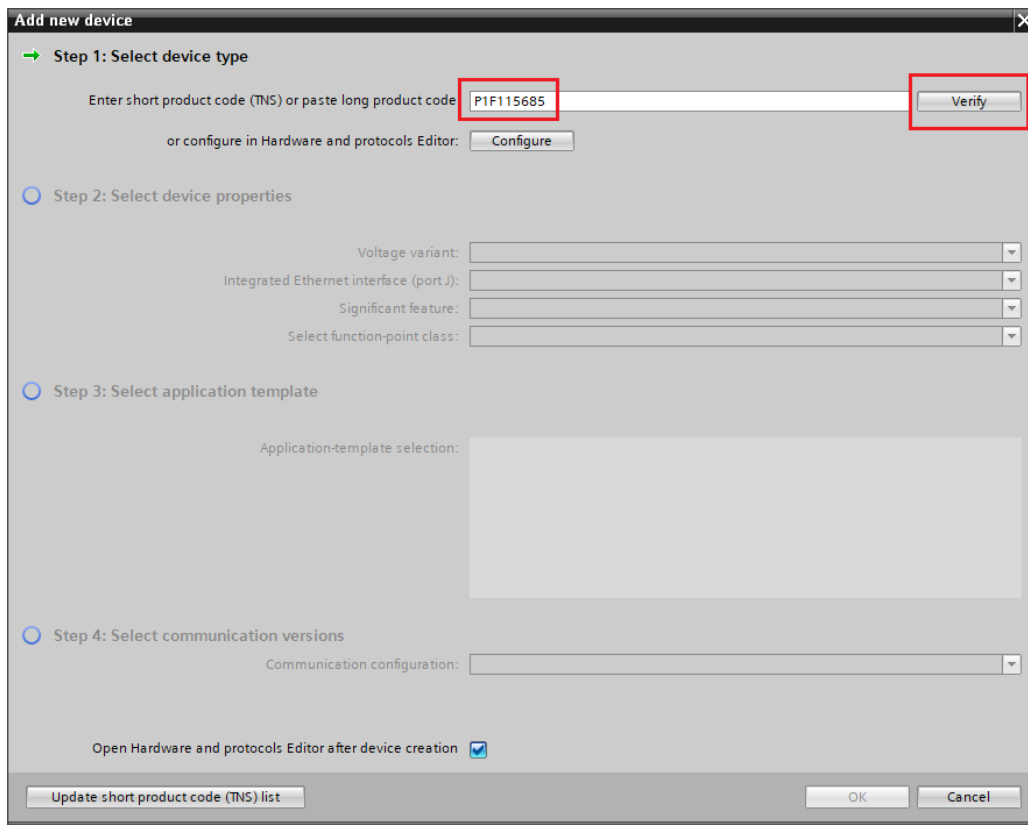 Add new device
Step 1: Select device type
Enter short product code (TNS) or paste long product code P1F115685 Verify
or configure in Hardware and protocols Editor: Configure
Step 2: Select device properties
Voltage variant:
Integrated Ethernet interface (port J):
Significant feature:
Select function-point class:
Step 3: Select application template
Application-template selection:
Step 4: Select communication versions
Communication configuration:
Open Hardware and protocols Editor after device creation
Update short product code (TNS) list OK Cancel